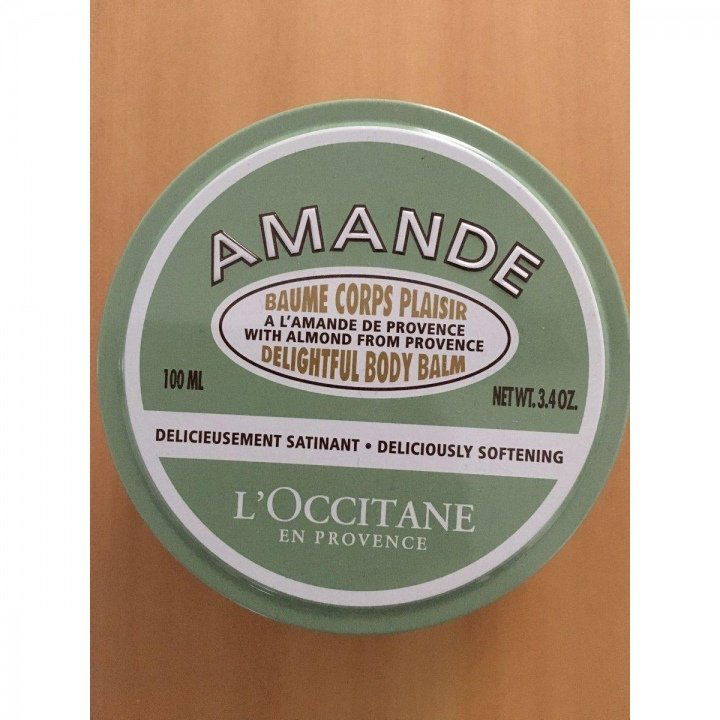 AMANDE
BAUME CORPS PLAISIR
A L'AMANDE DE PROVENCE
WITH ALMOND FROM PROVENCE
DELIGHTFUL BODY BALM
100 ML
NET WT. 3.4 OZ.
DELICIEUSEMENT SATINANT • DELICIOUSLY SOFTENING
L'OCCITANE
EN PROVENCE